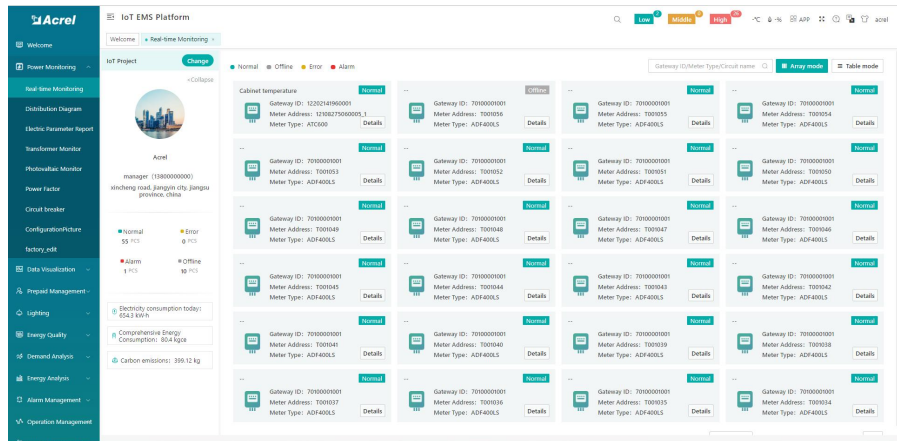 Acrel
IoT EMS Platform
Low 2
Middle 0
High
℃
-%
APP
acrel
Welcome
Real-time Monitoring ×
Welcome
Power Monitoring
Real-time Monitoring
Distribution Diagram
Electric Parameter Report
Transformer Monitor
Photovaltaic Monitor
Power Factor
Circuit breaker
ConfigurationPicture
factory_edit
Data Visualization
Prepaid Management
Lighting
Energy Quality
Demand Analysis
Energy Analysis
Alarm Management
Operation Management
IoT Project
Change
«Collapse
Acrel
manager (13800000000)
xincheng road, jiangyin city, jiangsu
province, china
Normal
55 PCS
Error
0 PCS
Alarm
1 PCS
Offline
10 PCS
Electricity consumption today:
654.3 kW·h
Comprehensive Energy
Consumption: 80.4 kgce
Carbon emissions: 399.12 kg
Normal Offline Error Alarm
Gateway ID/Meter Type/Circuit name
Array mode
Table mode
Cabinet temperature Normal
Gateway ID: 12202141960001
Meter Address: 12108275060005_1
Meter Type: ATC600 Details
-- Offline
Gateway ID: 70100001001
Meter Address: T001056
Meter Type: ADF400LS Details
-- Normal
Gateway ID: 70100001001
Meter Address: T001055
Meter Type: ADF400LS Details
-- Normal
Gateway ID: 70100001001
Meter Address: T001054
Meter Type: ADF400LS Details
-- Normal
Gateway ID: 70100001001
Meter Address: T001053
Meter Type: ADF400LS Details
-- Normal
Gateway ID: 70100001001
Meter Address: T001052
Meter Type: ADF400LS Details
-- Normal
Gateway ID: 70100001001
Meter Address: T001051
Meter Type: ADF400LS Details
-- Normal
Gateway ID: 70100001001
Meter Address: T001050
Meter Type: ADF400LS Details
-- Normal
Gateway ID: 70100001001
Meter Address: T001049
Meter Type: ADF400LS Details
-- Normal
Gateway ID: 70100001001
Meter Address: T001048
Meter Type: ADF400LS Details
-- Normal
Gateway ID: 70100001001
Meter Address: T001047
Meter Type: ADF400LS Details
-- Normal
Gateway ID: 70100001001
Meter Address: T001046
Meter Type: ADF400LS Details
-- Normal
Gateway ID: 70100001001
Meter Address: T001045
Meter Type: ADF400LS Details
-- Normal
Gateway ID: 70100001001
Meter Address: T001044
Meter Type: ADF400LS Details
-- Normal
Gateway ID: 70100001001
Meter Address: T001043
Meter Type: ADF400LS Details
-- Normal
Gateway ID: 70100001001
Meter Address: T001042
Meter Type: ADF400LS Details
-- Normal
Gateway ID: 70100001001
Meter Address: T001041
Meter Type: ADF400LS Details
-- Normal
Gateway ID: 70100001001
Meter Address: T001040
Meter Type: ADF400LS Details
-- Normal
Gateway ID: 70100001001
Meter Address: T001039
Meter Type: ADF400LS Details
-- Normal
Gateway ID: 70100001001
Meter Address: T001038
Meter Type: ADF400LS Details
-- Normal
Gateway ID: 70100001001
Meter Address: T001037
Meter Type: ADF400LS Details
-- Normal
Gateway ID: 70100001001
Meter Address: T001036
Meter Type: ADF400LS Details
-- Normal
Gateway ID: 70100001001
Meter Address: T001035
Meter Type: ADF400LS Details
-- Normal
Gateway ID: 70100001001
Meter Address: T001034
Meter Type: ADF400LS Details